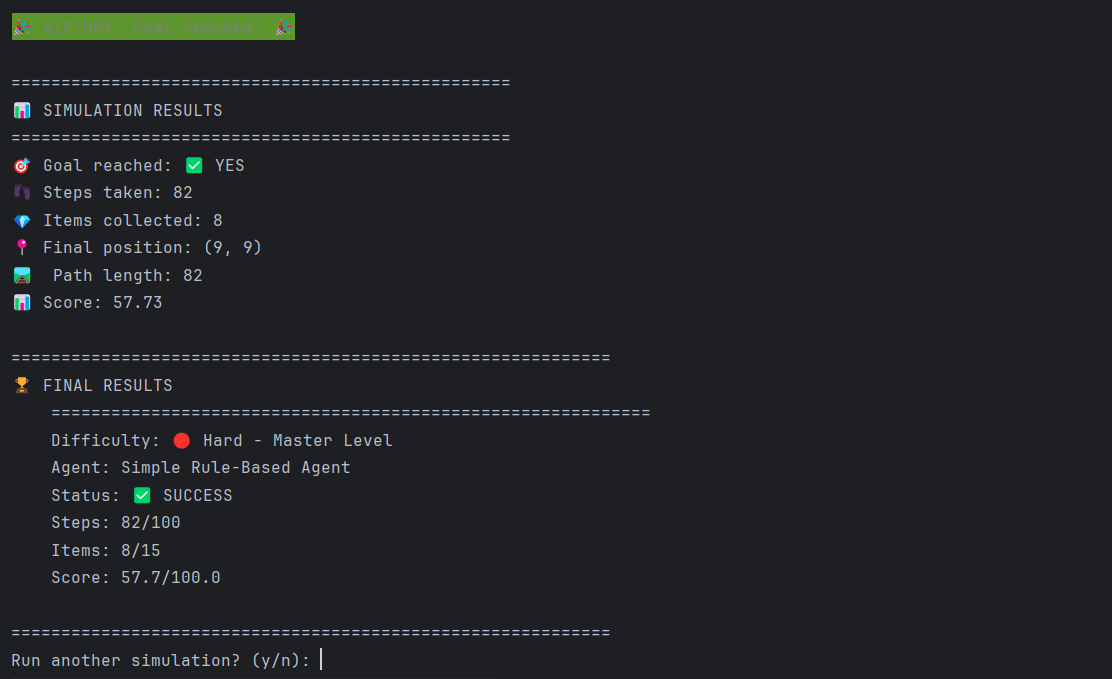 🎉 VICTORY! Goal reached! 🎉
==================================================
📊 SIMULATION RESULTS
==================================================
🎯 Goal reached: ✅ YES
👣 Steps taken: 82
💎 Items collected: 8
📍 Final position: (9, 9)
🛤️ Path length: 82
📊 Score: 57.73
============================================================
🏆 FINAL RESULTS
============================================================
Difficulty: 🔴 Hard - Master Level
Agent: Simple Rule-Based Agent
Status: ✅ SUCCESS
Steps: 82/100
Items: 8/15
Score: 57.7/100.0
============================================================
Run another simulation? (y/n):